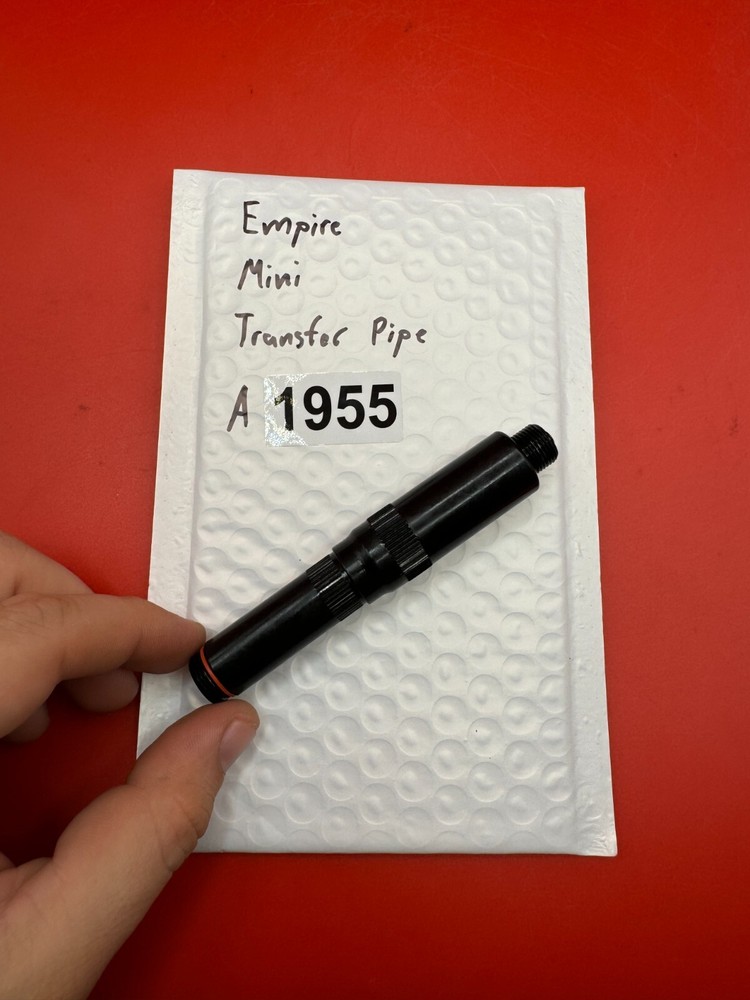 Empire
Mini
Transfer Pipe
A 1955